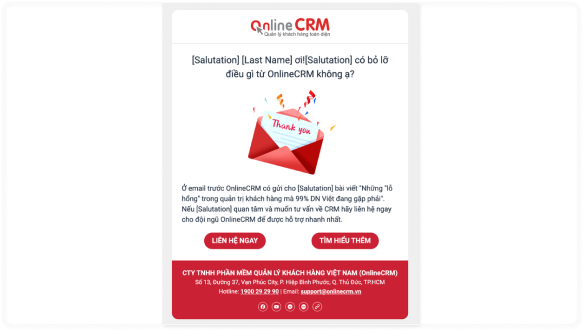 OnlineCRM
Quản lý khách hàng toàn diện
[Salutation] [Last Name] ơi![Salutation] có bỏ lỡ
điều gì từ OnlineCRM không ạ?
Thank you
Ở email trước OnlineCRM có gửi cho [Salutation] bài viết "Những "lỗ
hổng" trong quản trị khách hàng mà 99% DN Việt đang gặp phải".
Nếu [Salutation] quan tâm và muốn tư vấn về CRM hãy liên hệ ngay
cho đội ngũ OnlineCRM để được hỗ trợ nhanh nhất.
LIÊN HỆ NGAY
TÌM HIỂU THÊM
CTY TNHH PHẦN MỀM QUẢN LÝ KHÁCH HÀNG VIỆT NAM (OnlineCRM)
Số 13, Đường 37, Vạn Phúc City, P. Hiệp Bình Phước, Q. Thủ Đức, TP.HCM
Hotline: 1900 29 29 90 | Email: support@onlinecrm.vn